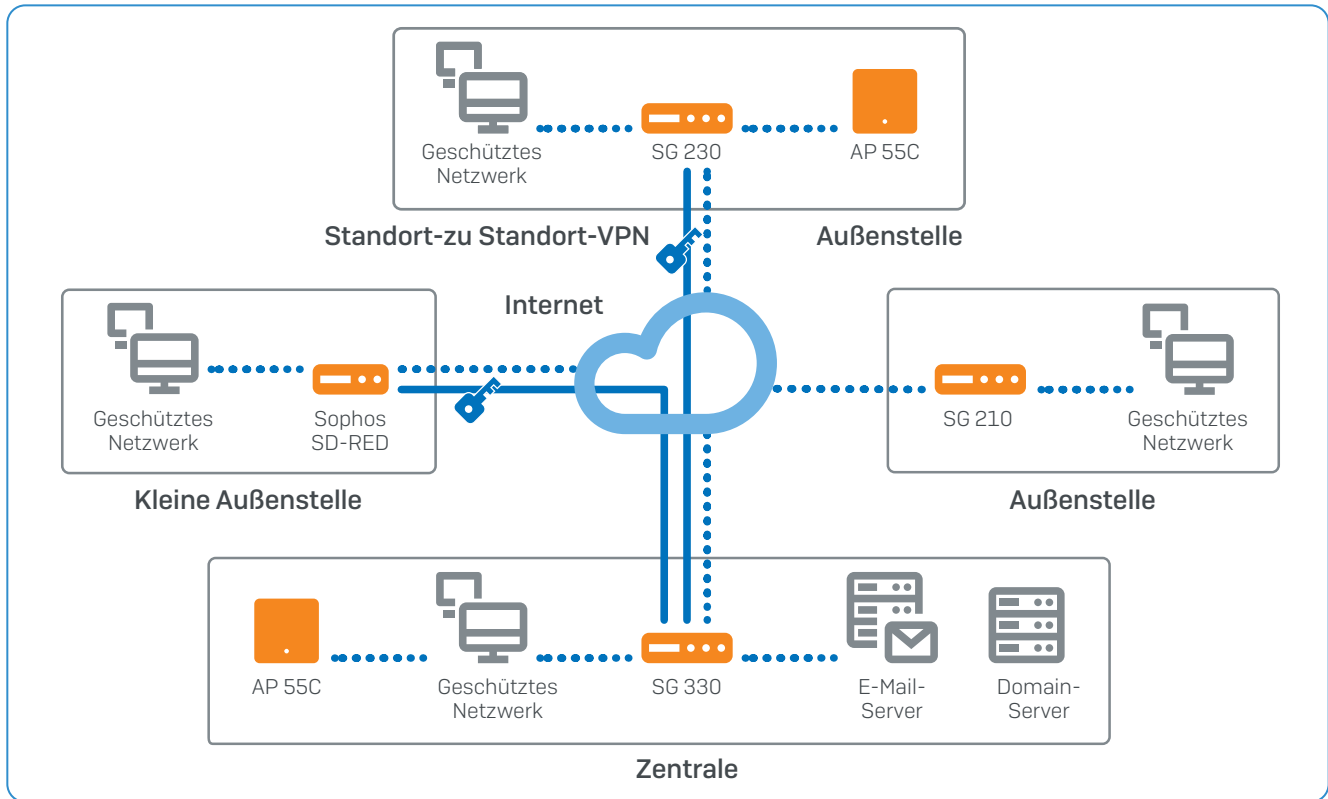 Geschütztes
Netzwerk
SG 230
AP 55C
Standort-zu Standort-VPN
Außenstelle
Internet
Geschütztes
Netzwerk
Sophos
SD-RED
Kleine Außenstelle
SG 210
Geschütztes
Netzwerk
Außenstelle
AP 55C
Geschütztes
Netzwerk
SG 330
E-Mail-
Server
Domain-
Server
Zentrale